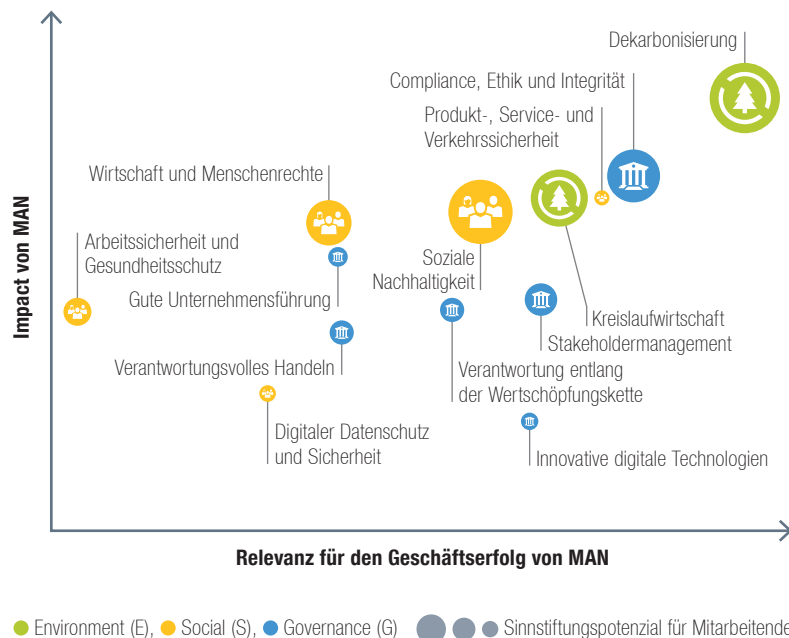 Dekarbonisierung
Compliance, Ethik und Integrität
Produkt-, Service- und
Verkehrssicherheit
Wirtschaft und Menschenrechte
Arbeitssicherheit und
Gesundheitsschutz
Soziale
Nachhaltigkeit
Gute Unternehmensführung
Kreislaufwirtschaft
Stakeholdermanagement
Verantwortungsvolles Handeln
Verantwortung entlang
der Wertschöpfungskette
Digitaler Datenschutz
und Sicherheit
Innovative digitale Technologien
Impact von MAN
Relevanz für den Geschäftserfolg von MAN
Environment (E), Social (S), Governance (G) Sinnstiftungspotenzial für Mitarbeitende